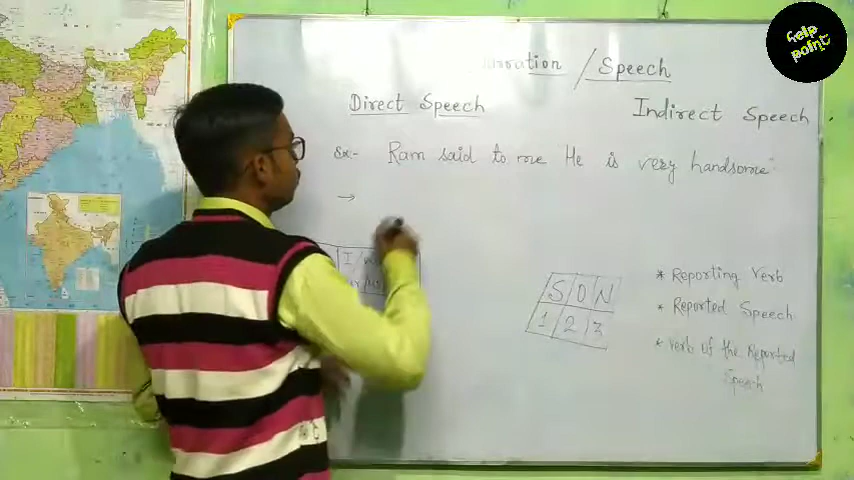 Narration / Speech
help
point
Direct Speech
Indirect Speech
Ex:- Ram said to me He is very handsome"
→
I/
S O N
1 2 3
* Reporting Verb
* Reported Speech
* Verb of the Reported
Speech